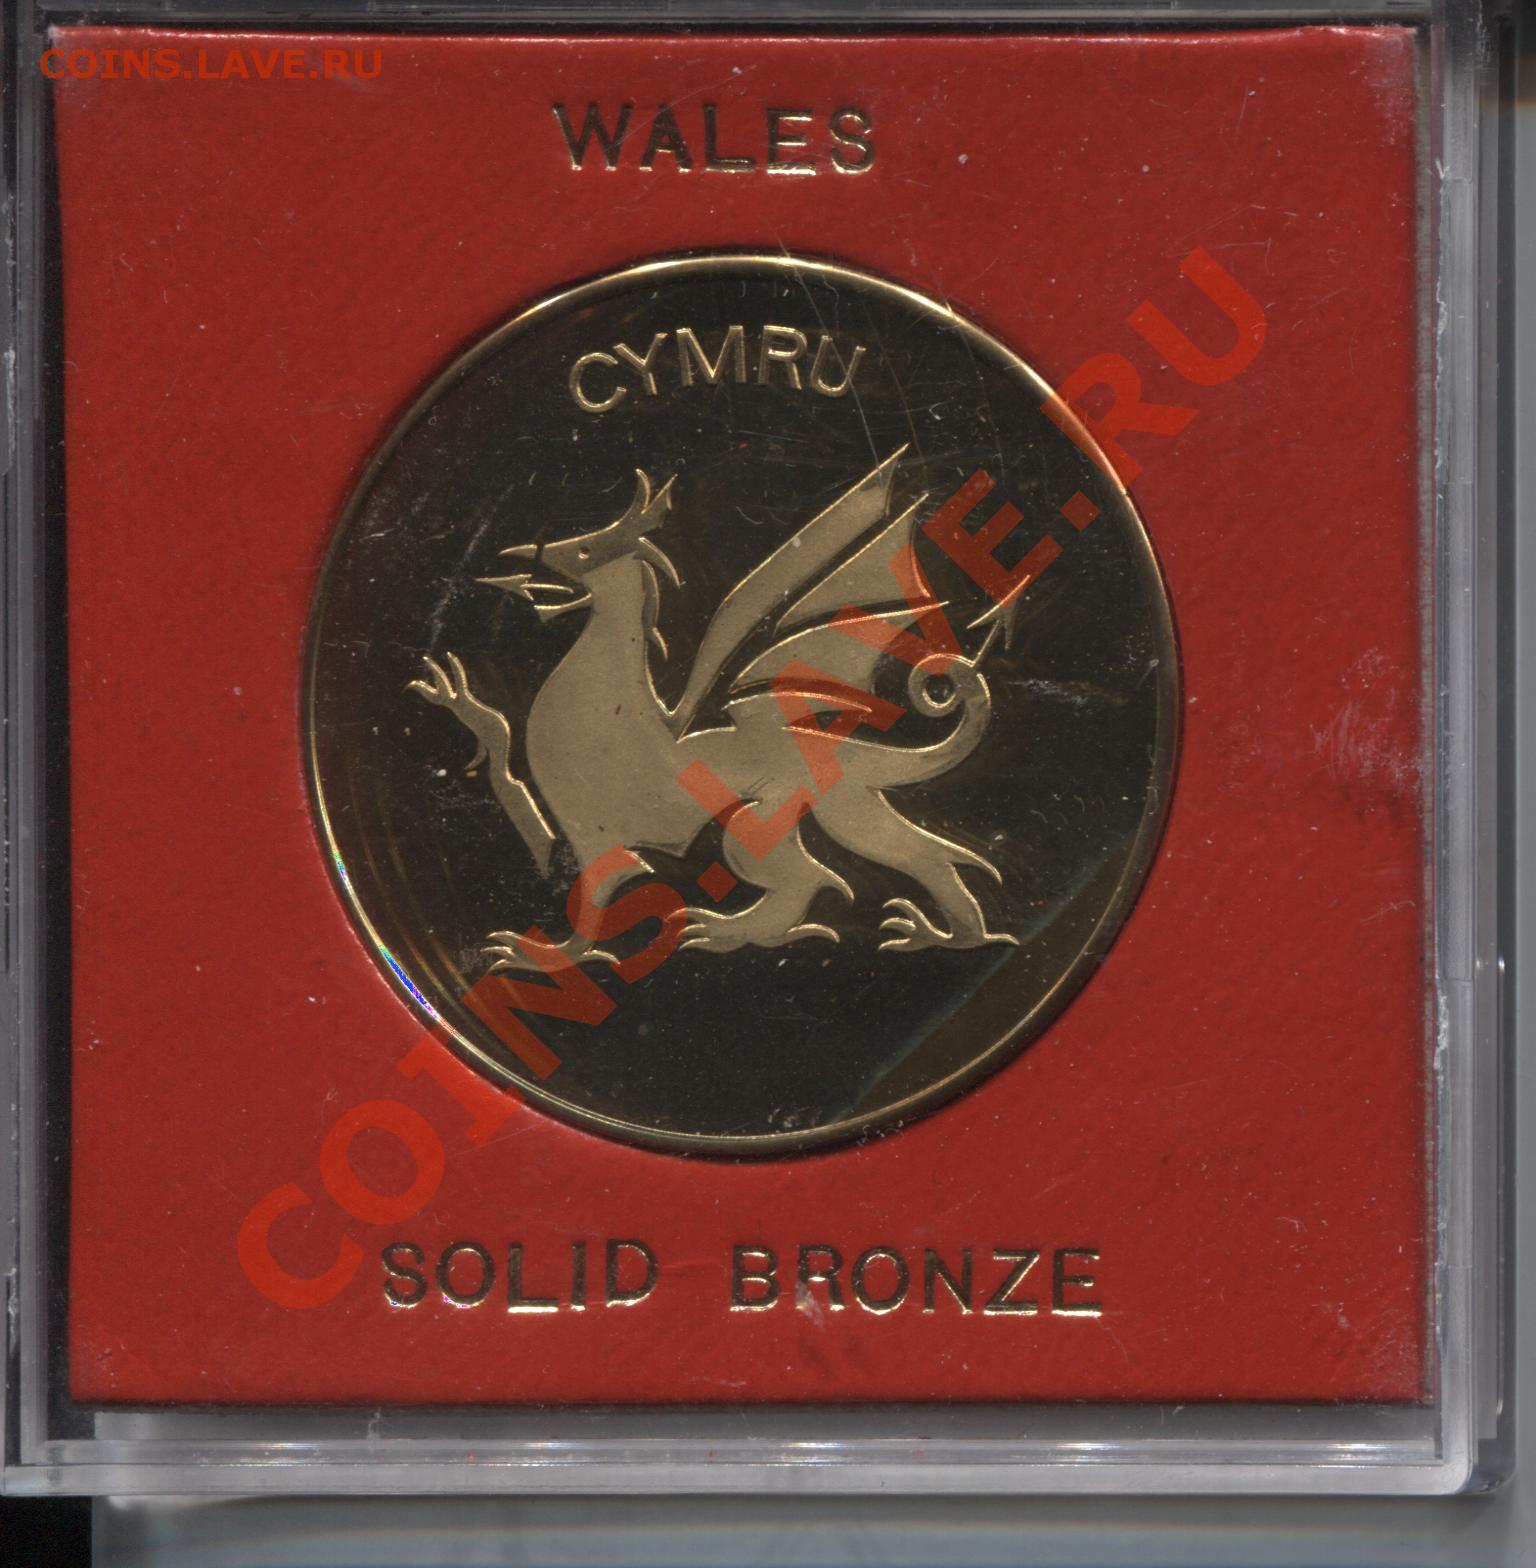 COINS.LAVE.RU
WALES
CYMRU
COINS.LAVE.RU
SOLID BRONZE